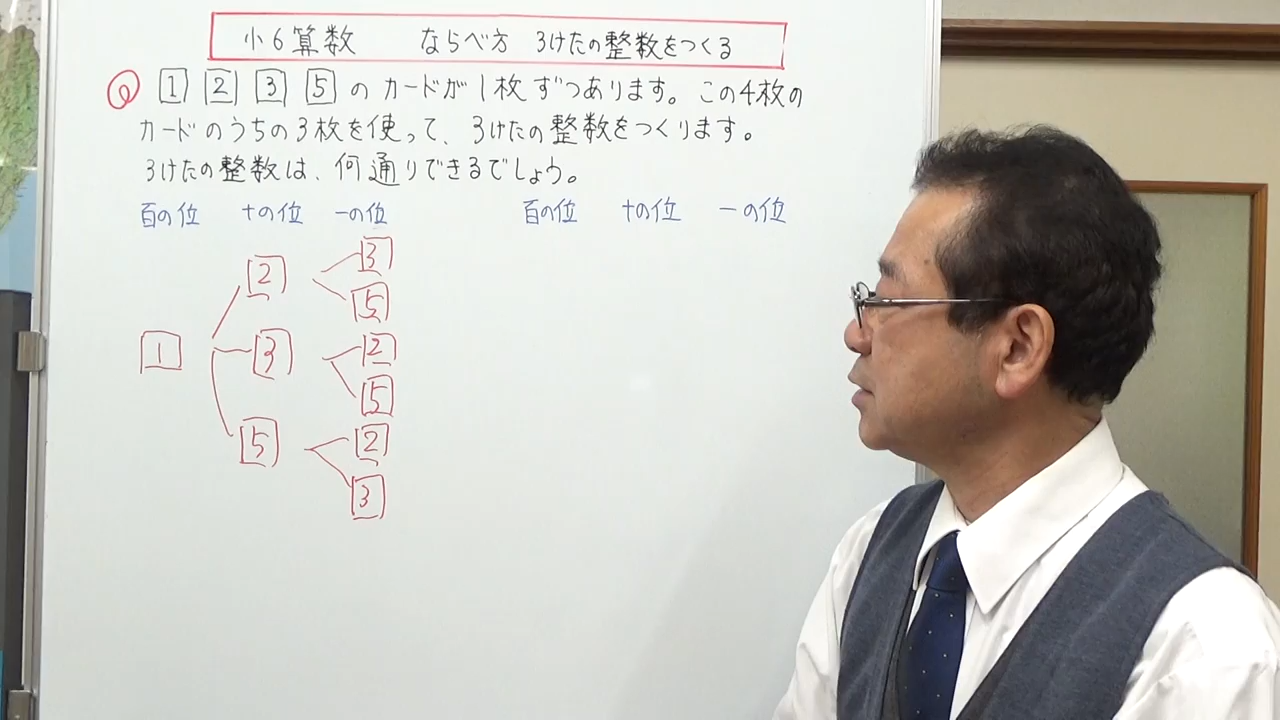 小6算数 ならべ方 3けたの整数をつくる
Q 1 2 3 5 のカードが1枚ずつあります。この4枚の
カードのうちの3枚を使って、3けたの整数をつくります。
3けたの整数は、何通りできるでしょう。
百の位 十の位 一の位 百の位 十の位 一の位
3
2
5
1 3 2
5
5 2
3